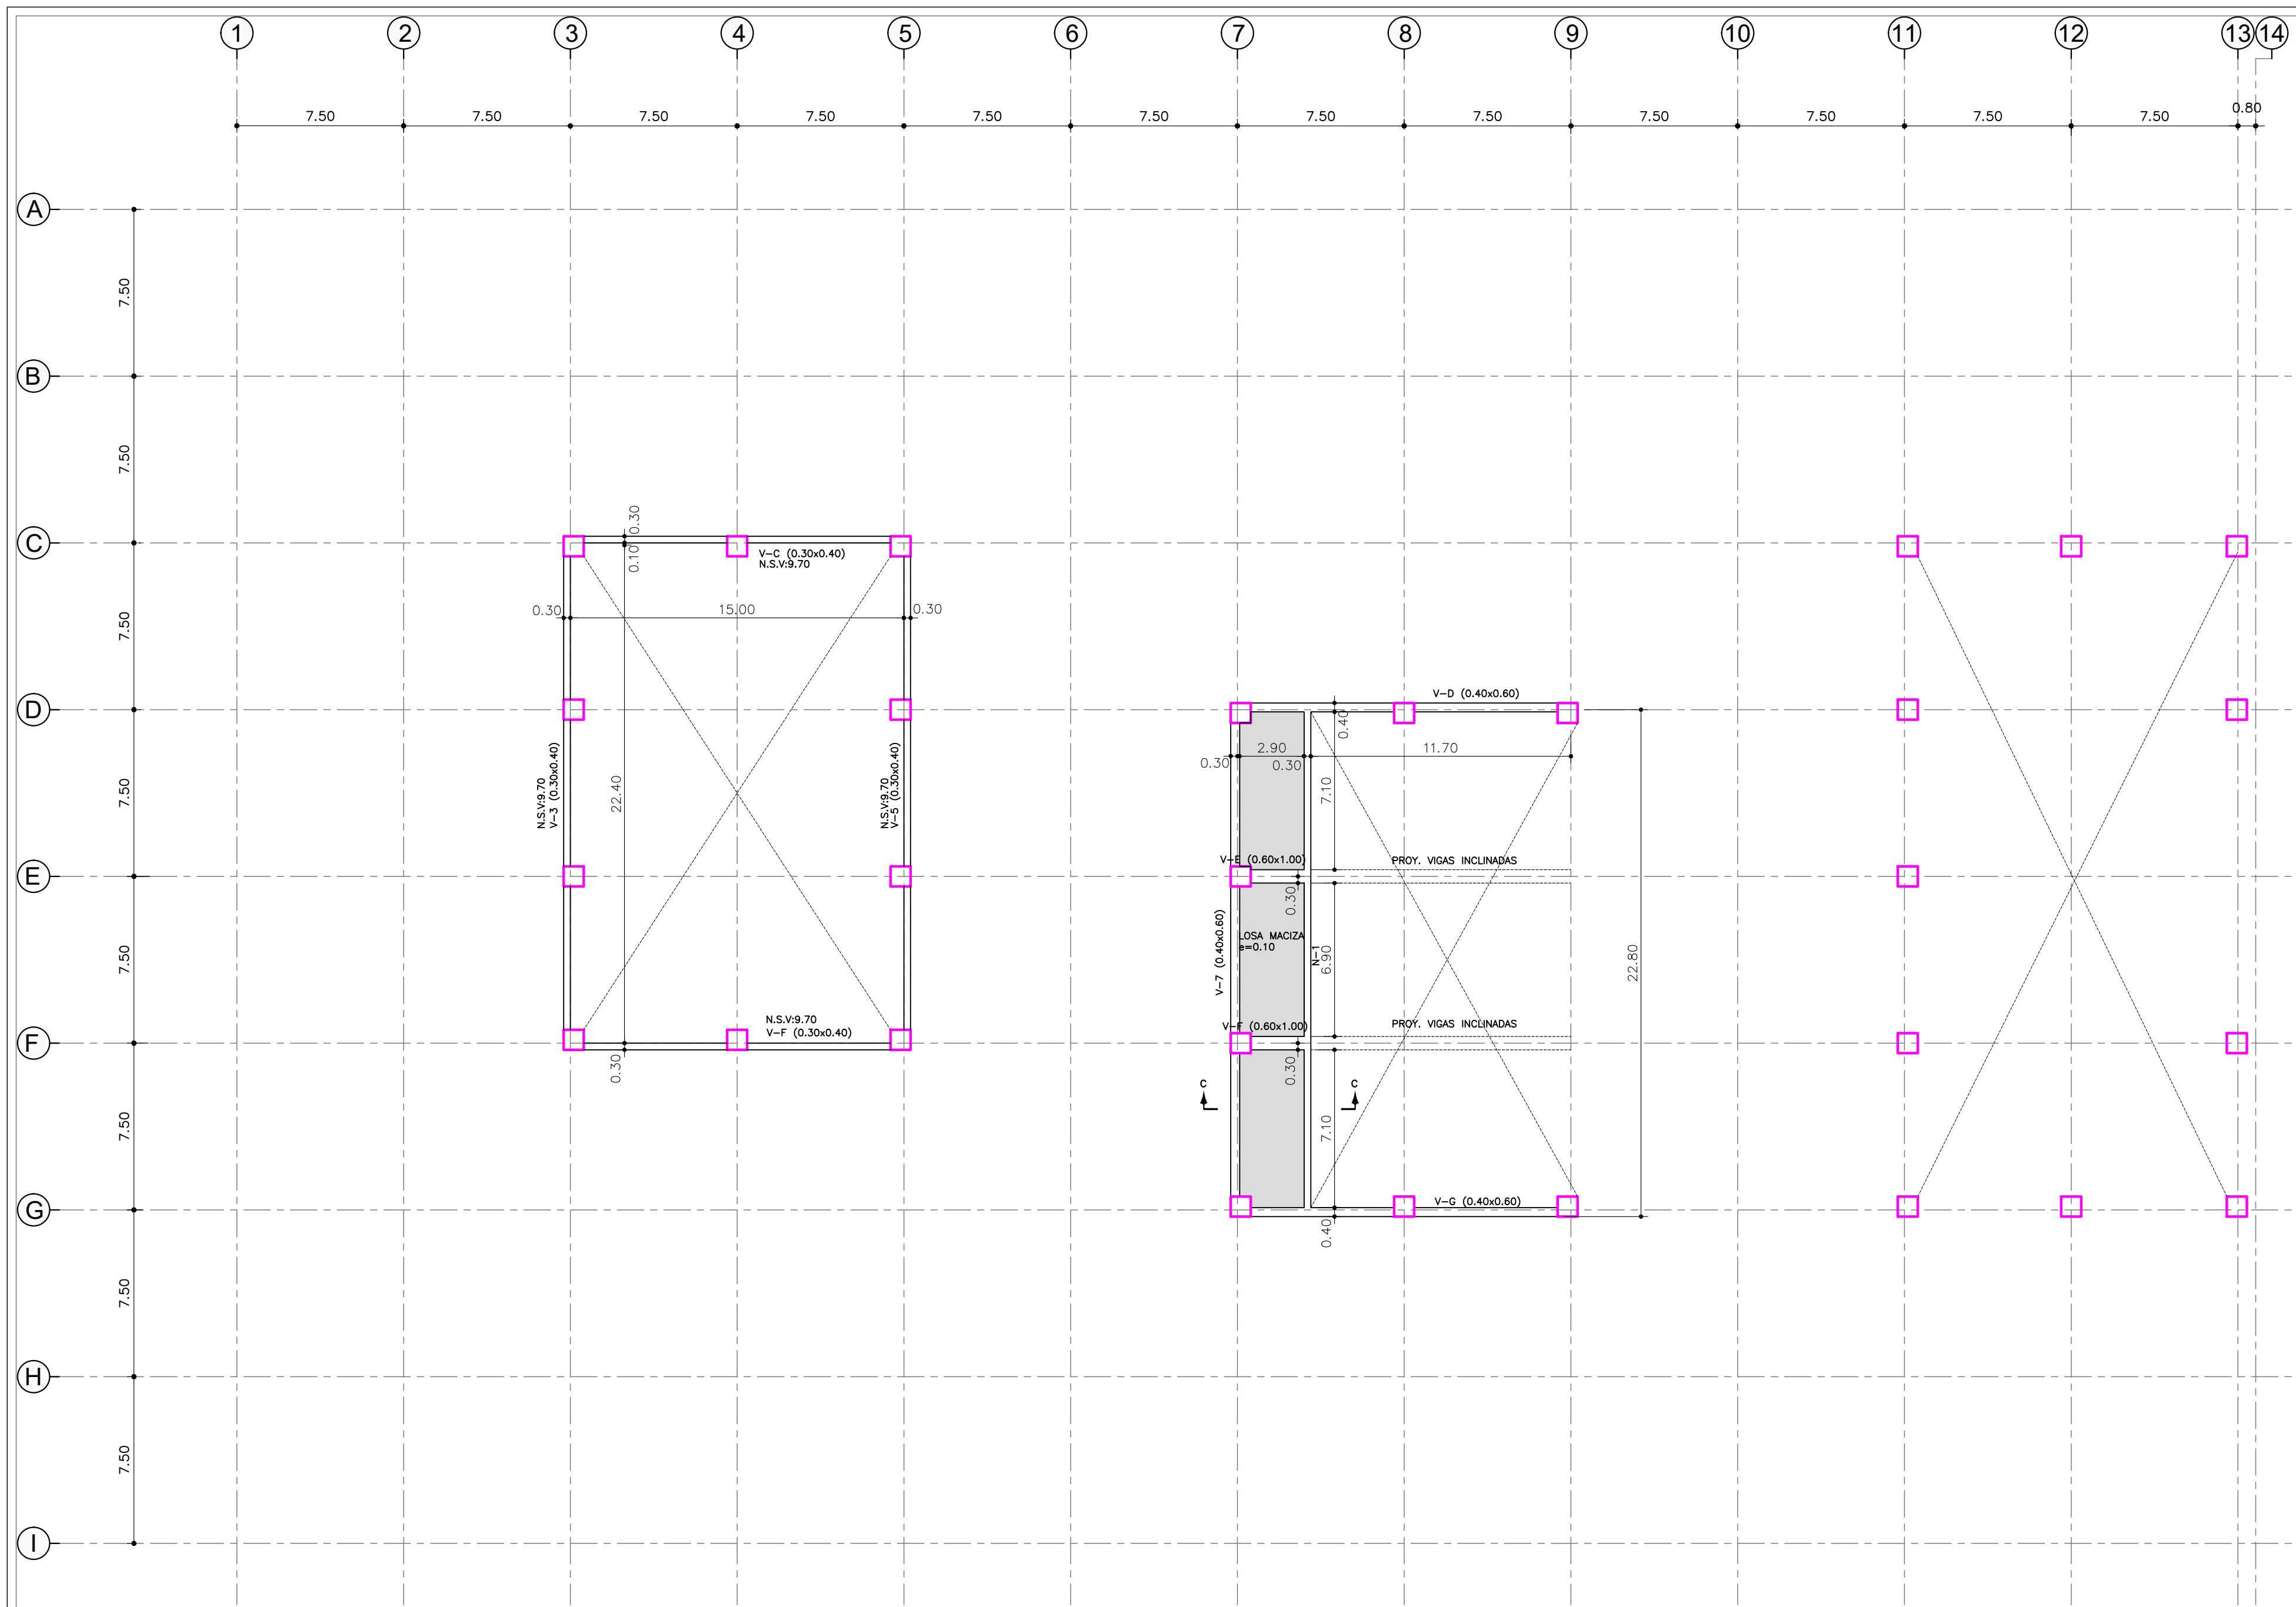 1 2 3 4 5 6 7 8 9 10 11 12 13 14
7.50 7.50 7.50 7.50 7.50 7.50 7.50 7.50 7.50 7.50 7.50 7.50 0.80
A
7.50
B
7.50
C
7.50
D
7.50
E
7.50
F
7.50
G
7.50
H
7.50
I
0.30
0.10
V-C (0.30x0.40)
N.S.V:9.70
0.30 15.00 0.30
N.S.V:9.70
V-3 (0.30x0.40)
22.40
N.S.V:9.70
V-5 (0.30x0.40)
N.S.V:9.70
V-F (0.30x0.40)
0.30
V-D (0.40x0.60)
0.40
0.30 2.90 0.30 11.70
7.10
V-E (0.60x1.00)
PROY. VIGAS INCLINADAS
0.30
V-7 (0.40x0.60)
LOSA MACIZA
e=0.10
N-1
6.90
22.80
V-F (0.60x1.00)
PROY. VIGAS INCLINADAS
0.30
C C
7.10
V-G (0.40x0.60)
0.40